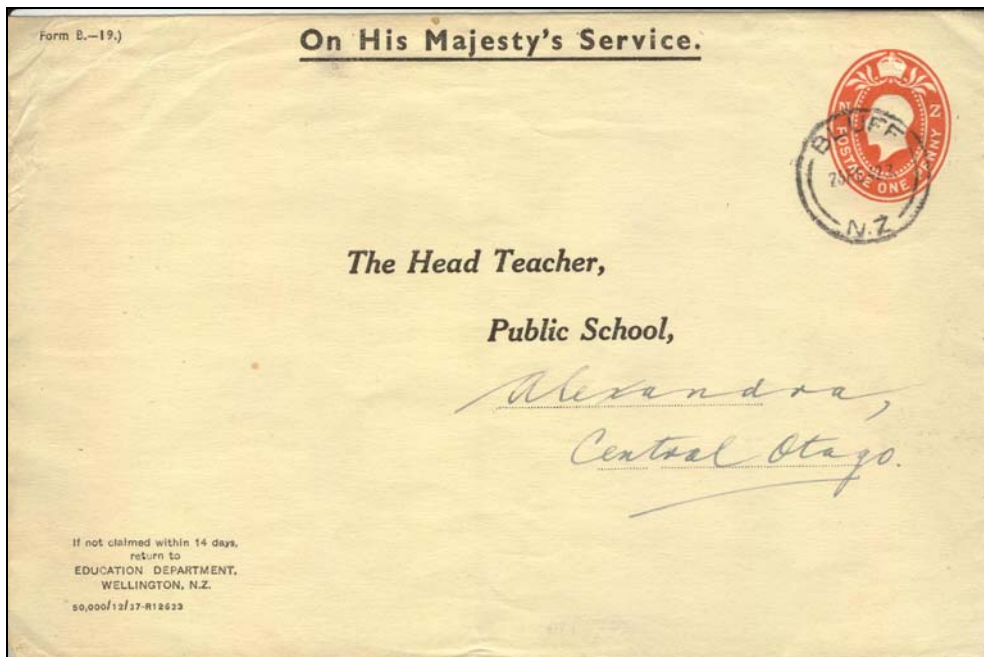 Form B.—19.)
On His Majesty's Service.
N Z
POSTAGE ONE PENNY
BLUFF
N.Z
The Head Teacher,
Public School,
Alexandra,
Central Otago.
If not claimed within 14 days,
return to
EDUCATION DEPARTMENT,
WELLINGTON, N.Z.
50,000/12/37-R12623